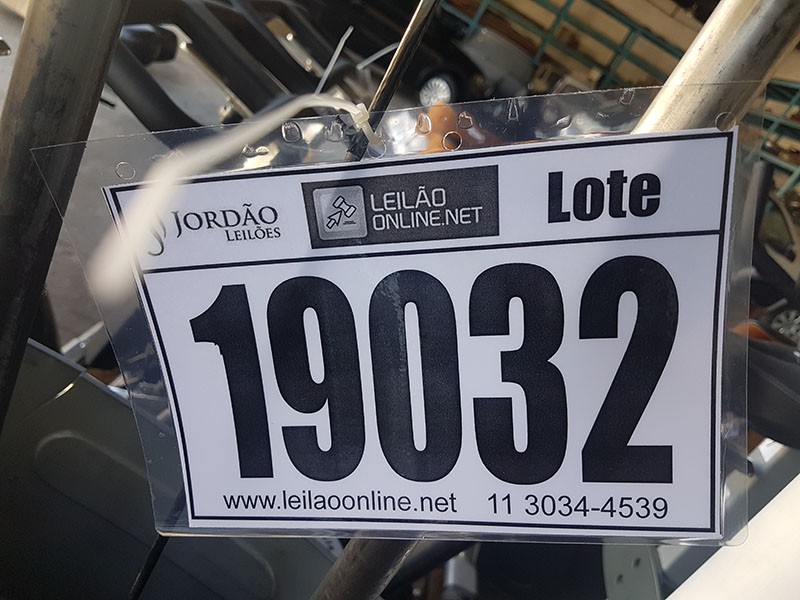 JORDÃO
LEILÕES
LEILÃO
ONLINE.NET
Lote
19032
www.leilaoonline.net 11 3034-4539